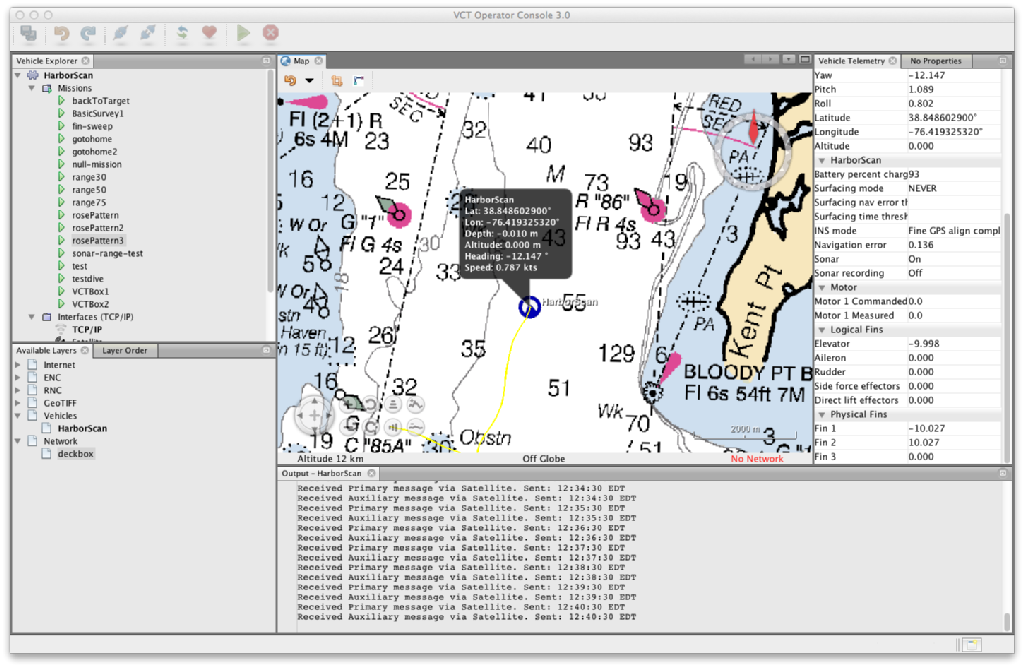 VCT Operator Console 3.0
Vehicle Explorer
HarborScan
Missions
backToTarget
BasicSurvey1
fin-sweep
gotohome
gotohome2
null-mission
range30
range50
range75
rosePattern
rosePattern2
rosePattern3
sonar-range-test
test
testdive
VCTBox1
VCTBox2
Interfaces (TCP/IP)
TCP/IP
Available Layers Layer Order
Internet
ENC
RNC
GeoTIFF
Vehicles
HarborScan
Network
deckbox
Map
Fl (2+1) R
6s 4M
SEC
23
32
41
40
93
RED
SEC
PA
16
25
M
73
9
R "86"
Fl R 4s
93 43
3
12
W Or
G "1"
Fl G 4s
30
43
Wk
5
24
33
18
HarborScan
Lat: 38.848602900°
Lon: -76.419325320°
Depth: -0.010 m
Altitude: 0.000 m
Heading: -12.147 °
Speed: 0.787 kts
HarborScan
55
W Or
48
stn
Haven
in 15 ft)
12
26
35
129
6
PA
Kent Pt
BLOODY PT B
Fl 6s 54ft 7M
16
32
51
Wk
70
2000 m
3
19
G
C "85A"
30
Obstn
51
G "1"
Altitude 12 km
Off Globe
No Network
Vehicle Telemetry No Properties
Yaw -12.147
Pitch 1.089
Roll 0.802
Latitude 38.848602900°
Longitude -76.419325320°
Altitude 0.000
HarborScan
Battery percent charg 93
Surfacing mode NEVER
Surfacing nav error th
Surfacing time thresh
INS mode Fine GPS align compl
Navigation error 0.136
Sonar On
Sonar recording Off
Motor
Motor 1 Commanded 0.0
Motor 1 Measured 0.0
Logical Fins
Elevator -9.998
Aileron 0.000
Rudder 0.000
Side force effectors 0.000
Direct lift effectors 0.000
Physical Fins
Fin 1 -10.027
Fin 2 10.027
Fin 3 0.000
Output - HarborScan
Received Primary message via Satellite. Sent: 12:34:30 EDT
Received Auxiliary message via Satellite. Sent: 12:34:30 EDT
Received Primary message via Satellite. Sent: 12:35:30 EDT
Received Auxiliary message via Satellite. Sent: 12:35:30 EDT
Received Primary message via Satellite. Sent: 12:36:30 EDT
Received Auxiliary message via Satellite. Sent: 12:36:30 EDT
Received Primary message via Satellite. Sent: 12:37:30 EDT
Received Auxiliary message via Satellite. Sent: 12:37:30 EDT
Received Primary message via Satellite. Sent: 12:38:30 EDT
Received Auxiliary message via Satellite. Sent: 12:38:30 EDT
Received Primary message via Satellite. Sent: 12:39:30 EDT
Received Auxiliary message via Satellite. Sent: 12:39:30 EDT
Received Primary message via Satellite. Sent: 12:40:30 EDT
Received Auxiliary message via Satellite. Sent: 12:40:30 EDT